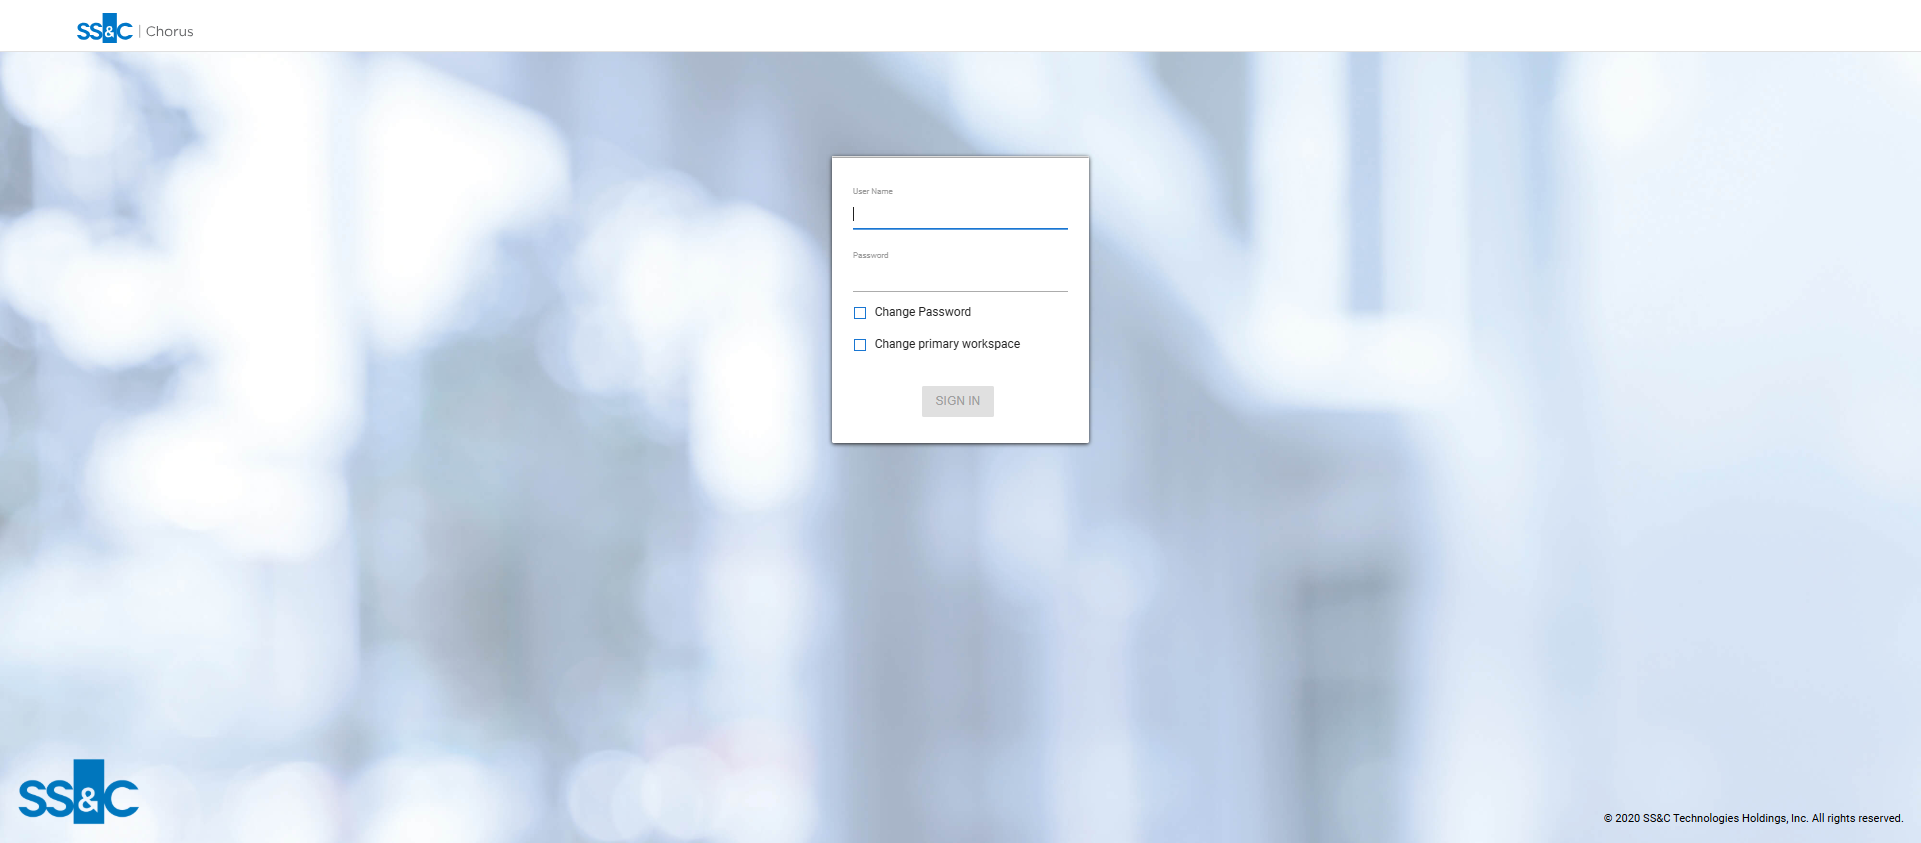 SS&C | Chorus
User Name
Password
Change Password
Change primary workspace
SIGN IN
SS&C
© 2020 SS&C Technologies Holdings, Inc. All rights reserved.